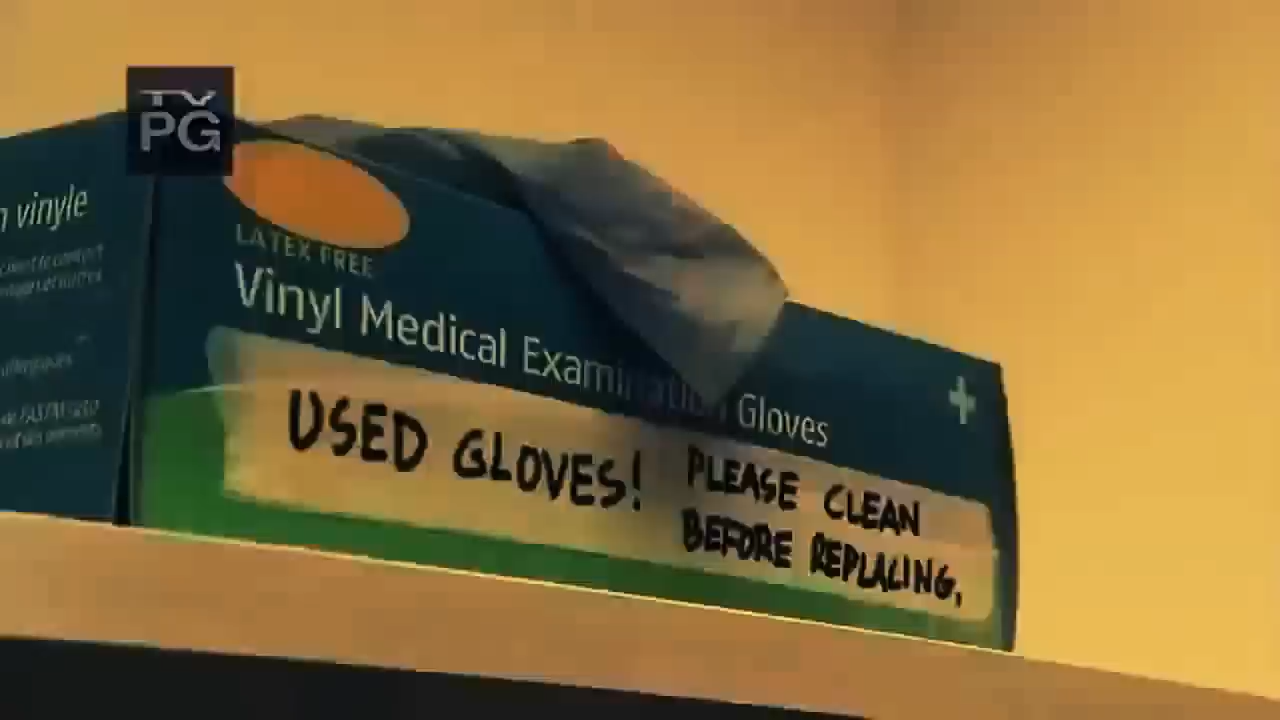 TV
PG
n vinyle
LATEX FREE
Vinyl Medical Examination Gloves
USED GLOVES! PLEASE CLEAN
BEFORE REPLACING.